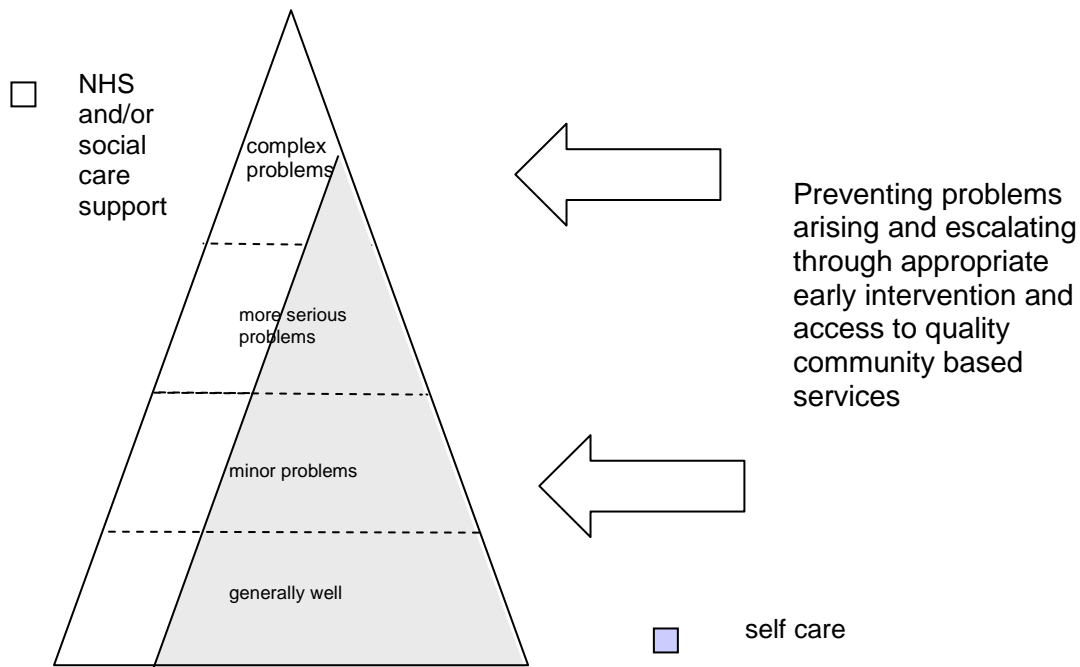 NHS
and/or
social
care
support
complex
problems
more serious
problems
minor problems
generally well
Preventing problems
arising and escalating
through appropriate
early intervention and
access to quality
community based
services
self care